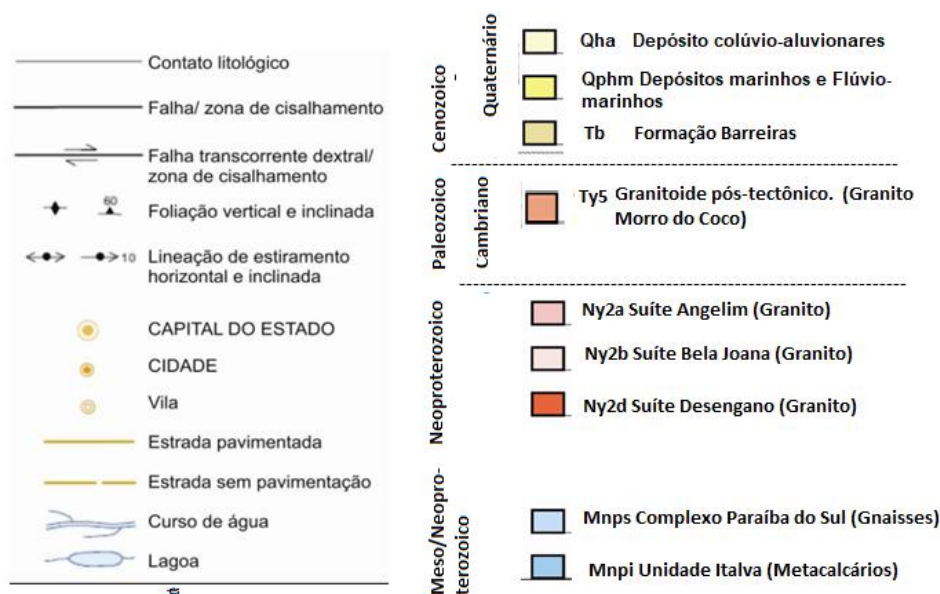 Contato litológico
Falha/ zona de cisalhamento
Falha transcorrente dextral/
zona de cisalhamento
60
Foliação vertical e inclinada
10
Lineação de estiramento
horizontal e inclinada
CAPITAL DO ESTADO
CIDADE
Vila
Estrada pavimentada
Estrada sem pavimentação
Curso de água
Lagoa
Cenozoico
Quaternário
Qha Depósito colúvio-aluvionares
Qphm Depósitos marinhos e Flúvio-
marinhos
Tb Formação Barreiras
Paleozoico
Cambriano
Ty5 Granitoide pós-tectônico. (Granito
Morro do Coco)
Neoproterozoico
Ny2a Suíte Angelim (Granito)
Ny2b Suíte Bela Joana (Granito)
Ny2d Suíte Desengano (Granito)
Meso/Neopro-
terozoico
Mnps Complexo Paraíba do Sul (Gnaisses)
Mnpi Unidade Italva (Metacalcários)